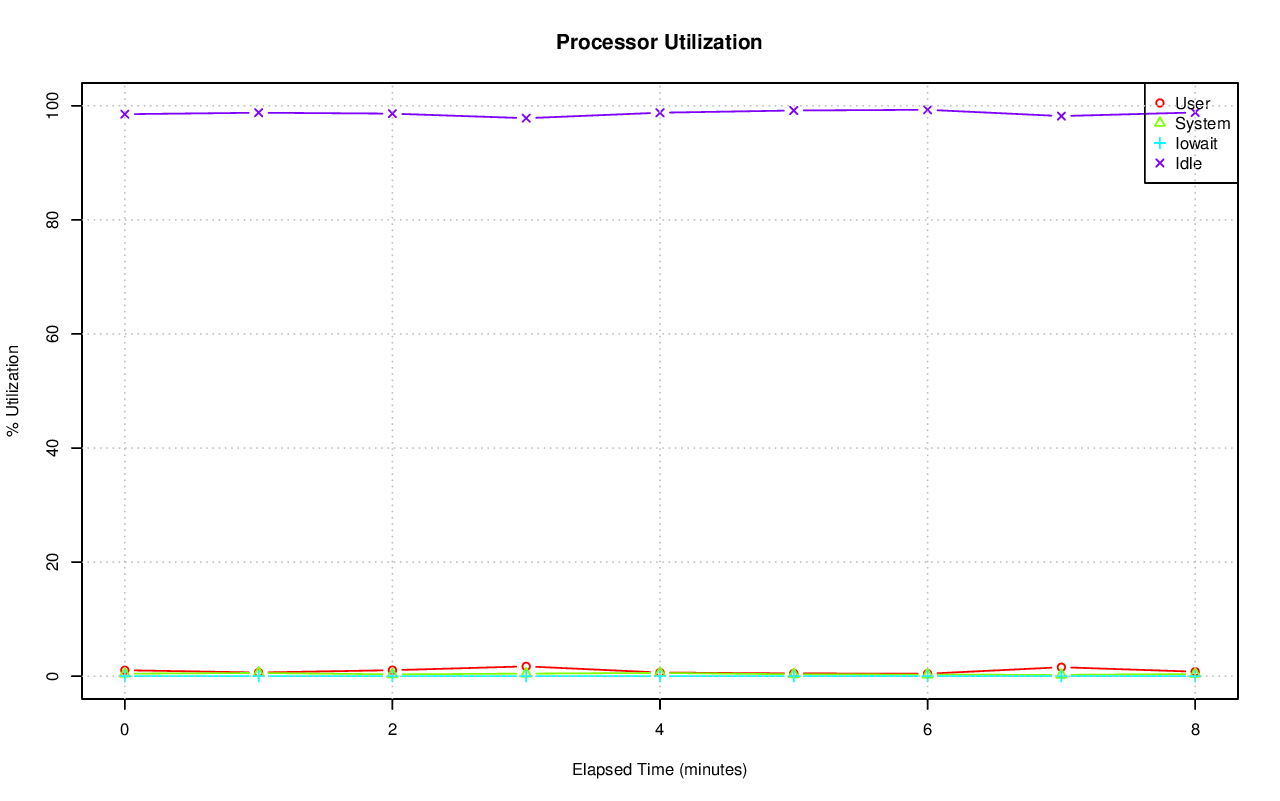 Processor Utilization
100
80
60
40
20
0
% Utilization
User
System
Iowait
Idle
0 2 4 6 8
Elapsed Time (minutes)